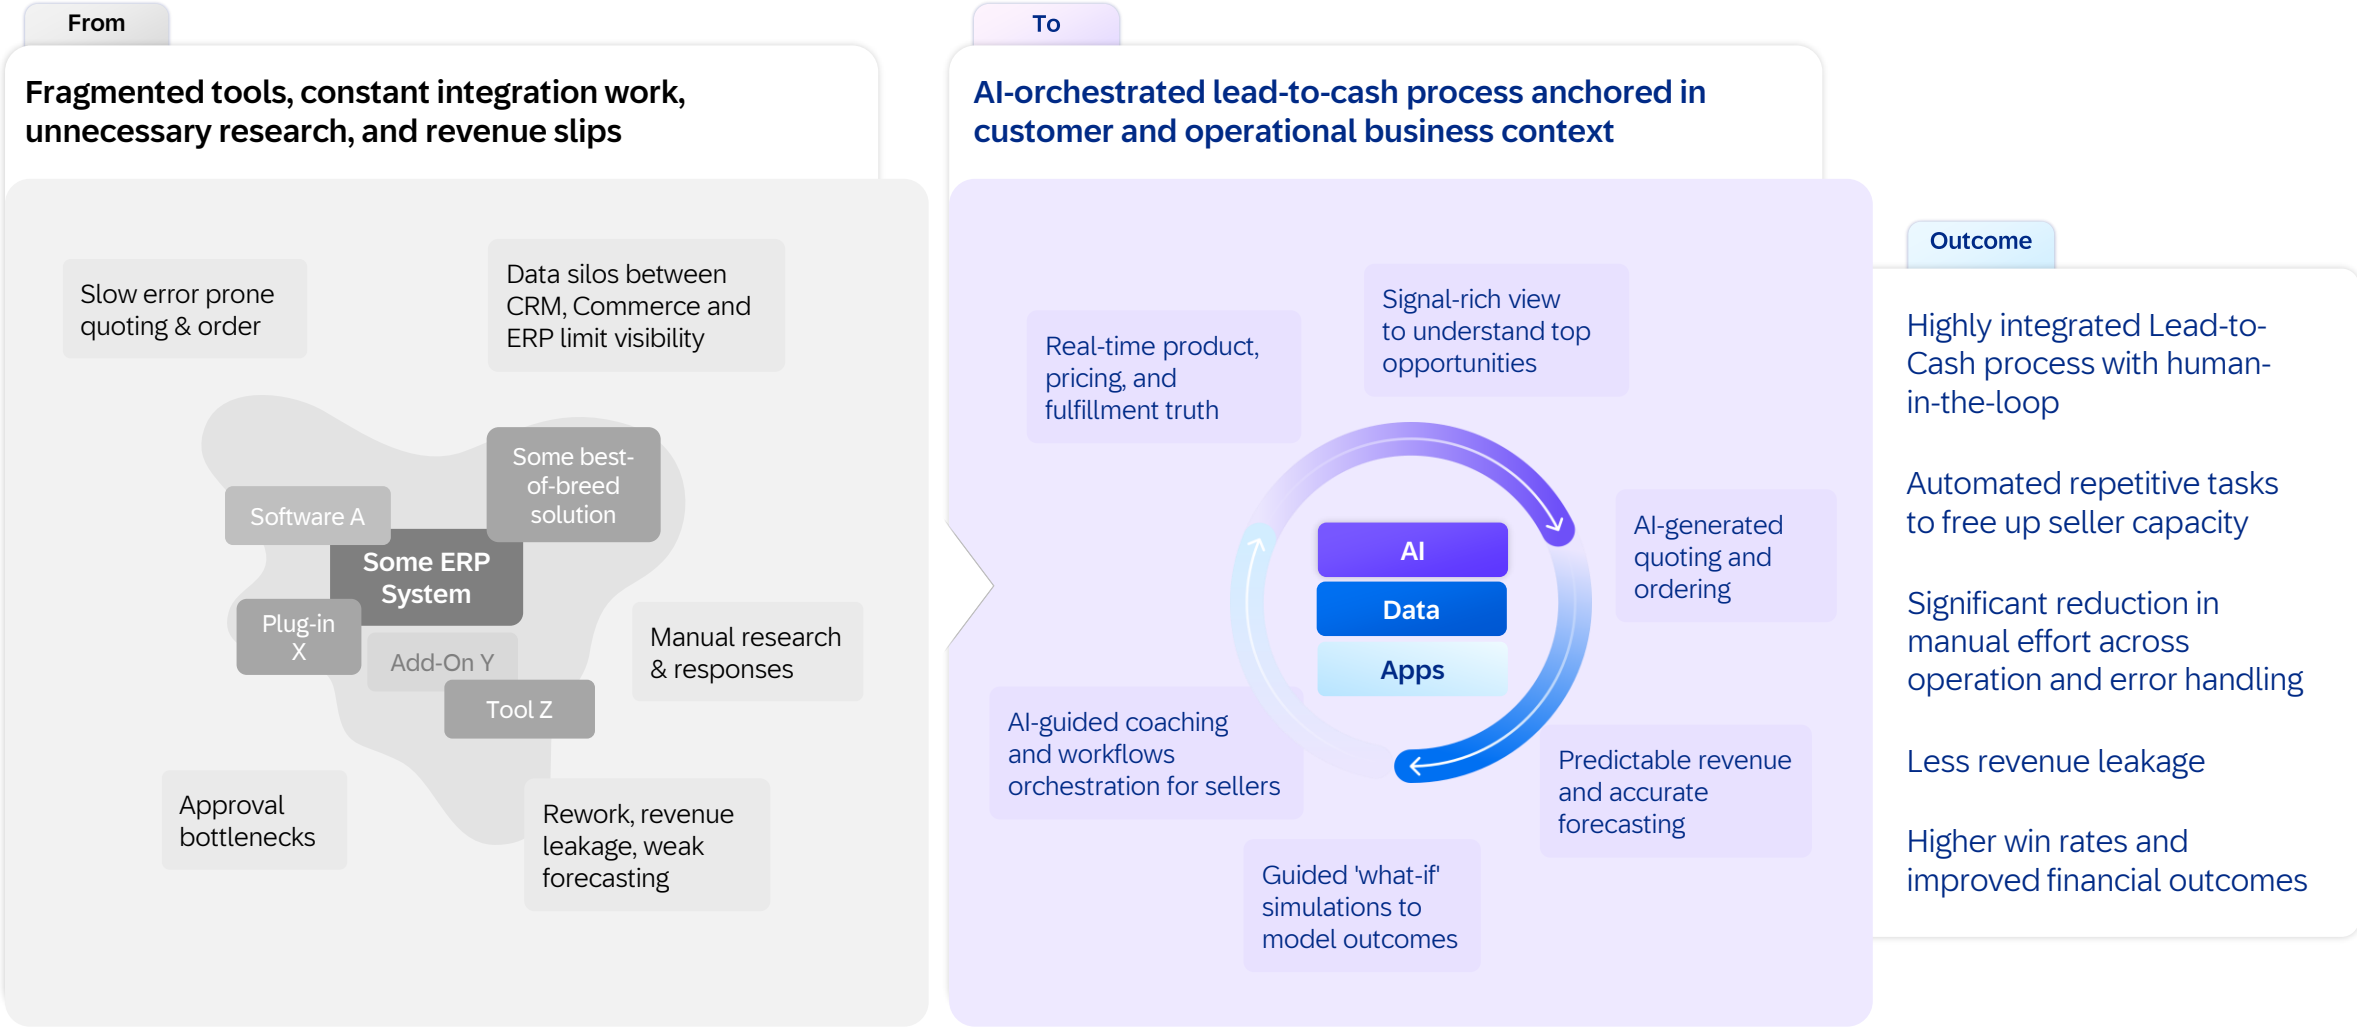 From
Fragmented tools, constant integration work,
unnecessary research, and revenue slips
Slow error prone
quoting & order
Data silos between
CRM, Commerce and
ERP limit visibility
Some best-
of-breed
solution
Software A
Some ERP
System
Plug-in
X
Add-On Y
Tool Z
Manual research
& responses
Approval
bottlenecks
Rework, revenue
leakage, weak
forecasting
To
AI-orchestrated lead-to-cash process anchored in
customer and operational business context
Real-time product,
pricing, and
fulfillment truth
Signal-rich view
to understand top
opportunities
AI-generated
quoting and
ordering
AI
Data
Apps
AI-guided coaching
and workflows
orchestration for sellers
Predictable revenue
and accurate
forecasting
Guided 'what-if'
simulations to
model outcomes
Outcome
Highly integrated Lead-to-
Cash process with human-
in-the-loop
Automated repetitive tasks
to free up seller capacity
Significant reduction in
manual effort across
operation and error handling
Less revenue leakage
Higher win rates and
improved financial outcomes